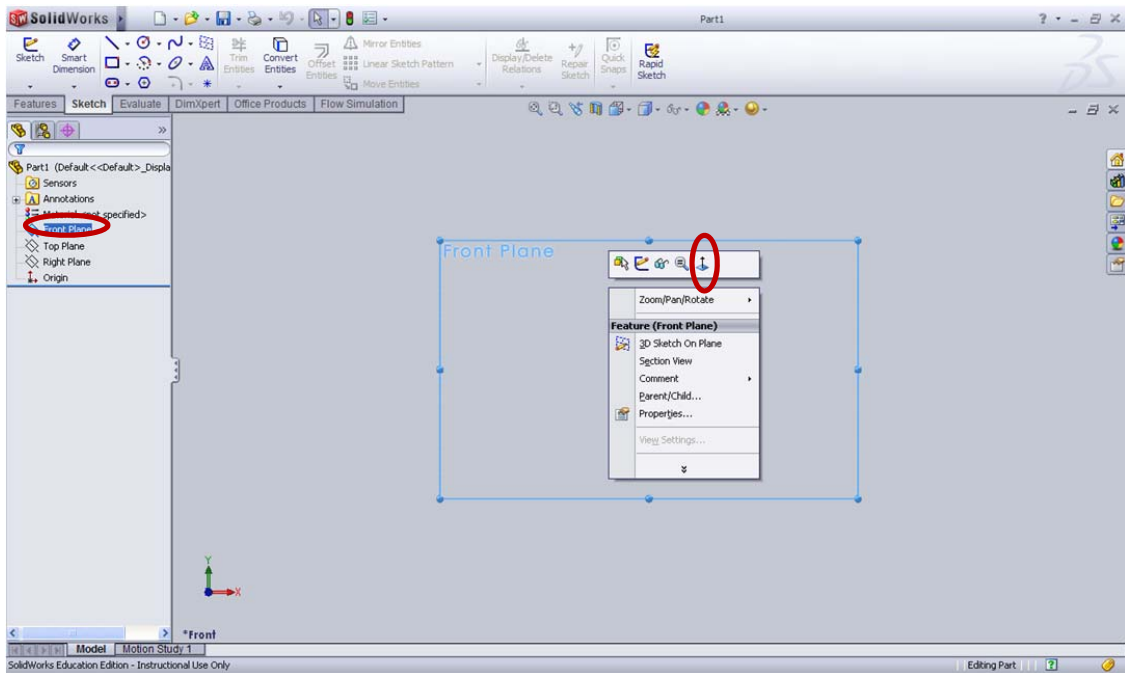 SolidWorks
Part1
Sketch
Smart Dimension
Trim Entities
Convert Entities
Offset Entities
Mirror Entities
Linear Sketch Pattern
Move Entities
Display/Delete Relations
Repair Sketch
Quick Snaps
Rapid Sketch
Features
Sketch
Evaluate
DimXpert
Office Products
Flow Simulation
Part1 (Default<<Default>_Displa
Sensors
Annotations
Material <not specified>
Front Plane
Top Plane
Right Plane
Origin
Front Plane
Zoom/Pan/Rotate
Feature (Front Plane)
3D Sketch On Plane
Section View
Comment
Parent/Child...
Properties...
View Settings...
Y
X
*Front
Model
Motion Study 1
SolidWorks Education Edition - Instructional Use Only
Editing Part